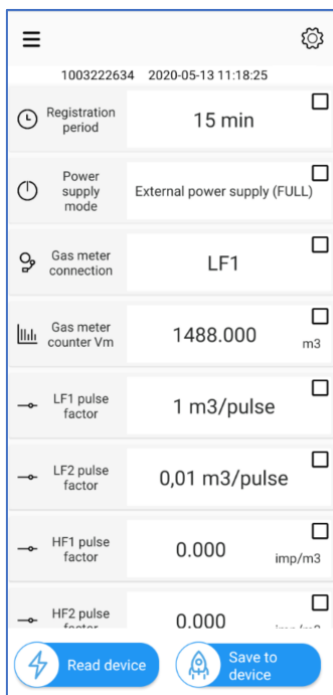 1003222634 2020-05-13 11:18:25
Registration
period
15 min
Power
supply
mode
External power supply (FULL)
Gas meter
connection
LF1
Gas meter
counter Vm
1488.000
m3
LF1 pulse
factor
1 m3/pulse
LF2 pulse
factor
0,01 m3/pulse
HF1 pulse
factor
0.000
imp/m3
HF2 pulse
0.000
Read device
Save to
device